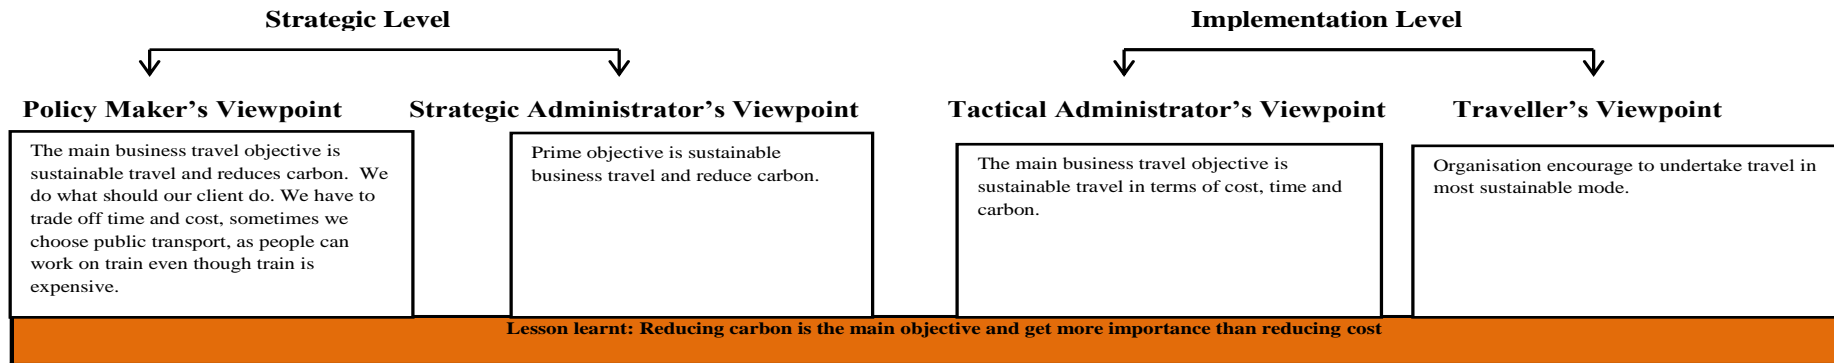 Strategic Level
Implementation Level
Policy Maker’s Viewpoint
Strategic Administrator’s Viewpoint
Tactical Administrator’s Viewpoint
Traveller’s Viewpoint
The main business travel objective is
sustainable travel and reduces carbon.  We
do what should our client do. We have to
trade off time and cost, sometimes we
choose public transport, as people can
work on train even though train is
expensive.
Prime objective is sustainable
business travel and reduce carbon.
The main business travel objective is
sustainable travel in terms of cost, time and
carbon.
Organisation encourage to undertake travel in
most sustainable mode.
Lesson learnt: Reducing carbon is the main objective and get more importance than reducing cost